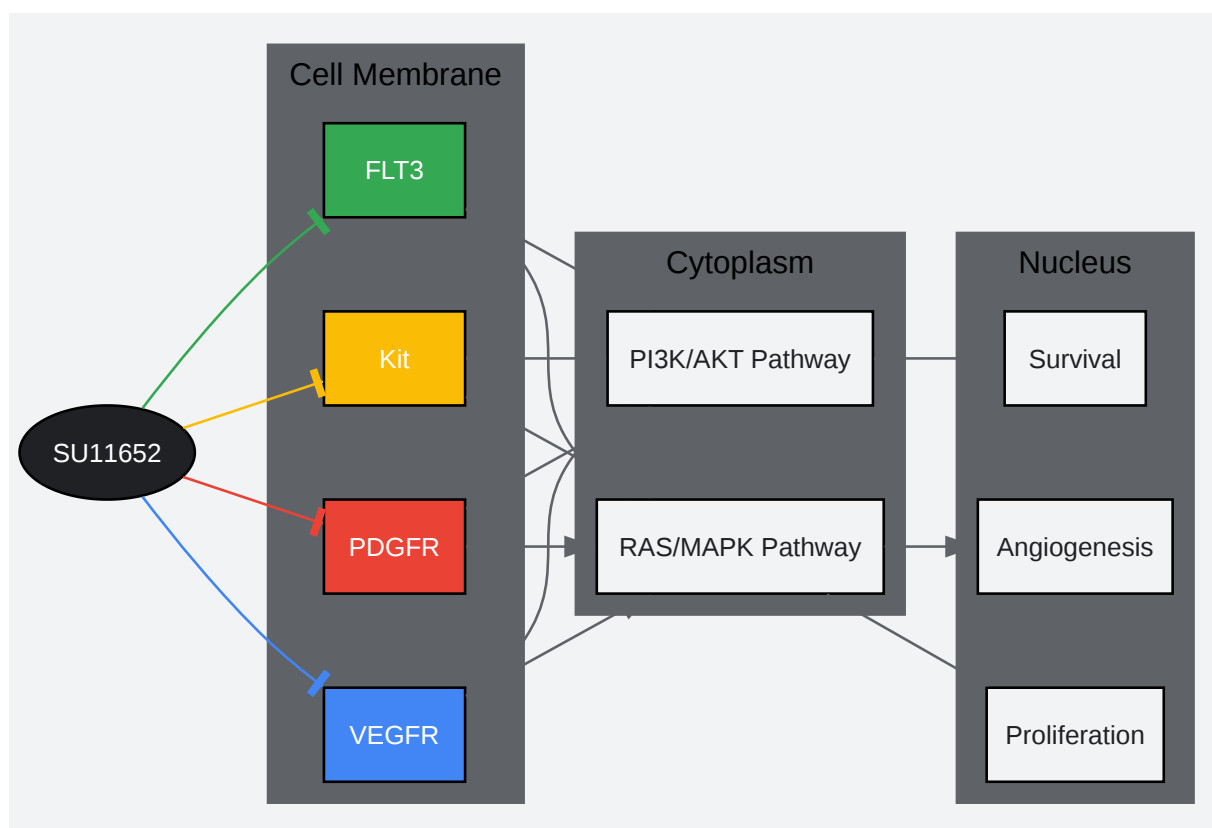 Cell Membrane
FLT3
Kit
PDGFR
VEGFR
SU11652
Cytoplasm
PI3K/AKT Pathway
RAS/MAPK Pathway
Nucleus
Survival
Angiogenesis
Proliferation